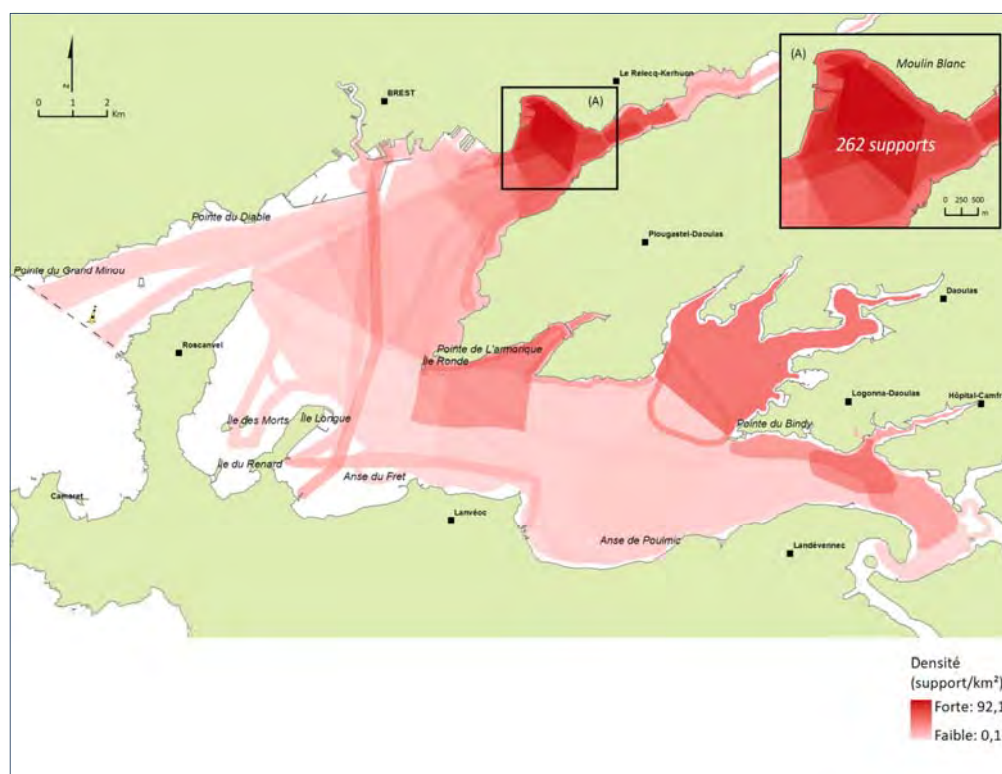 (A)
Moulin Blanc
262 supports
0 250 500
m
N
0 1 2
Km
BREST
Le Relecq-Kerhuon
(A)
Pointe du Diable
Plougastel-Daoulas
Pointe du Grand Minou
Daoulas
Roscanvel
Pointe de L'armorique
Île Ronde
Logonna-Daoulas
Hôpital-Camfr
Île des Morts
Île Longue
Pointe du Bindy
Île du Renard
Anse du Fret
Camaret
Lanvéoc
Anse de Poulmic
Landévennec
Densité
(support/km²)
Forte: 92,1
Faible: 0,1